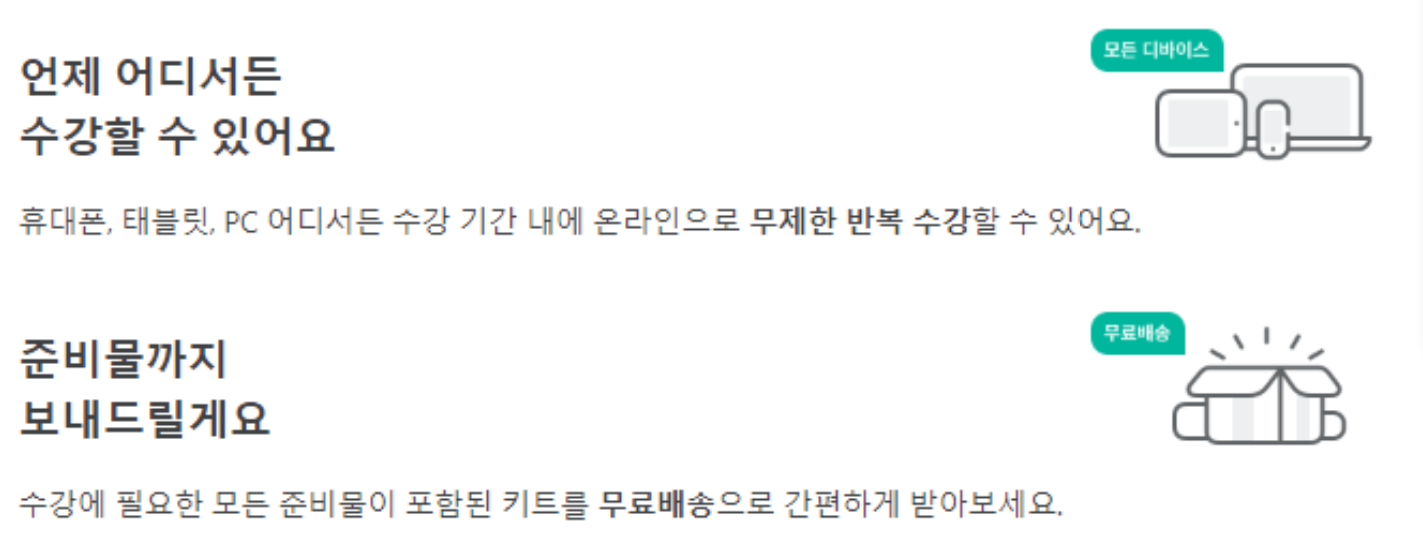 모든 디바이스
언제 어디서든
수강할 수 있어요
휴대폰, 태블릿, PC 어디서든 수강 기간 내에 온라인으로 무제한 반복 수강할 수 있어요.
무료배송
준비물까지
보내드릴게요
수강에 필요한 모든 준비물이 포함된 키트를 무료배송으로 간편하게 받아보세요.